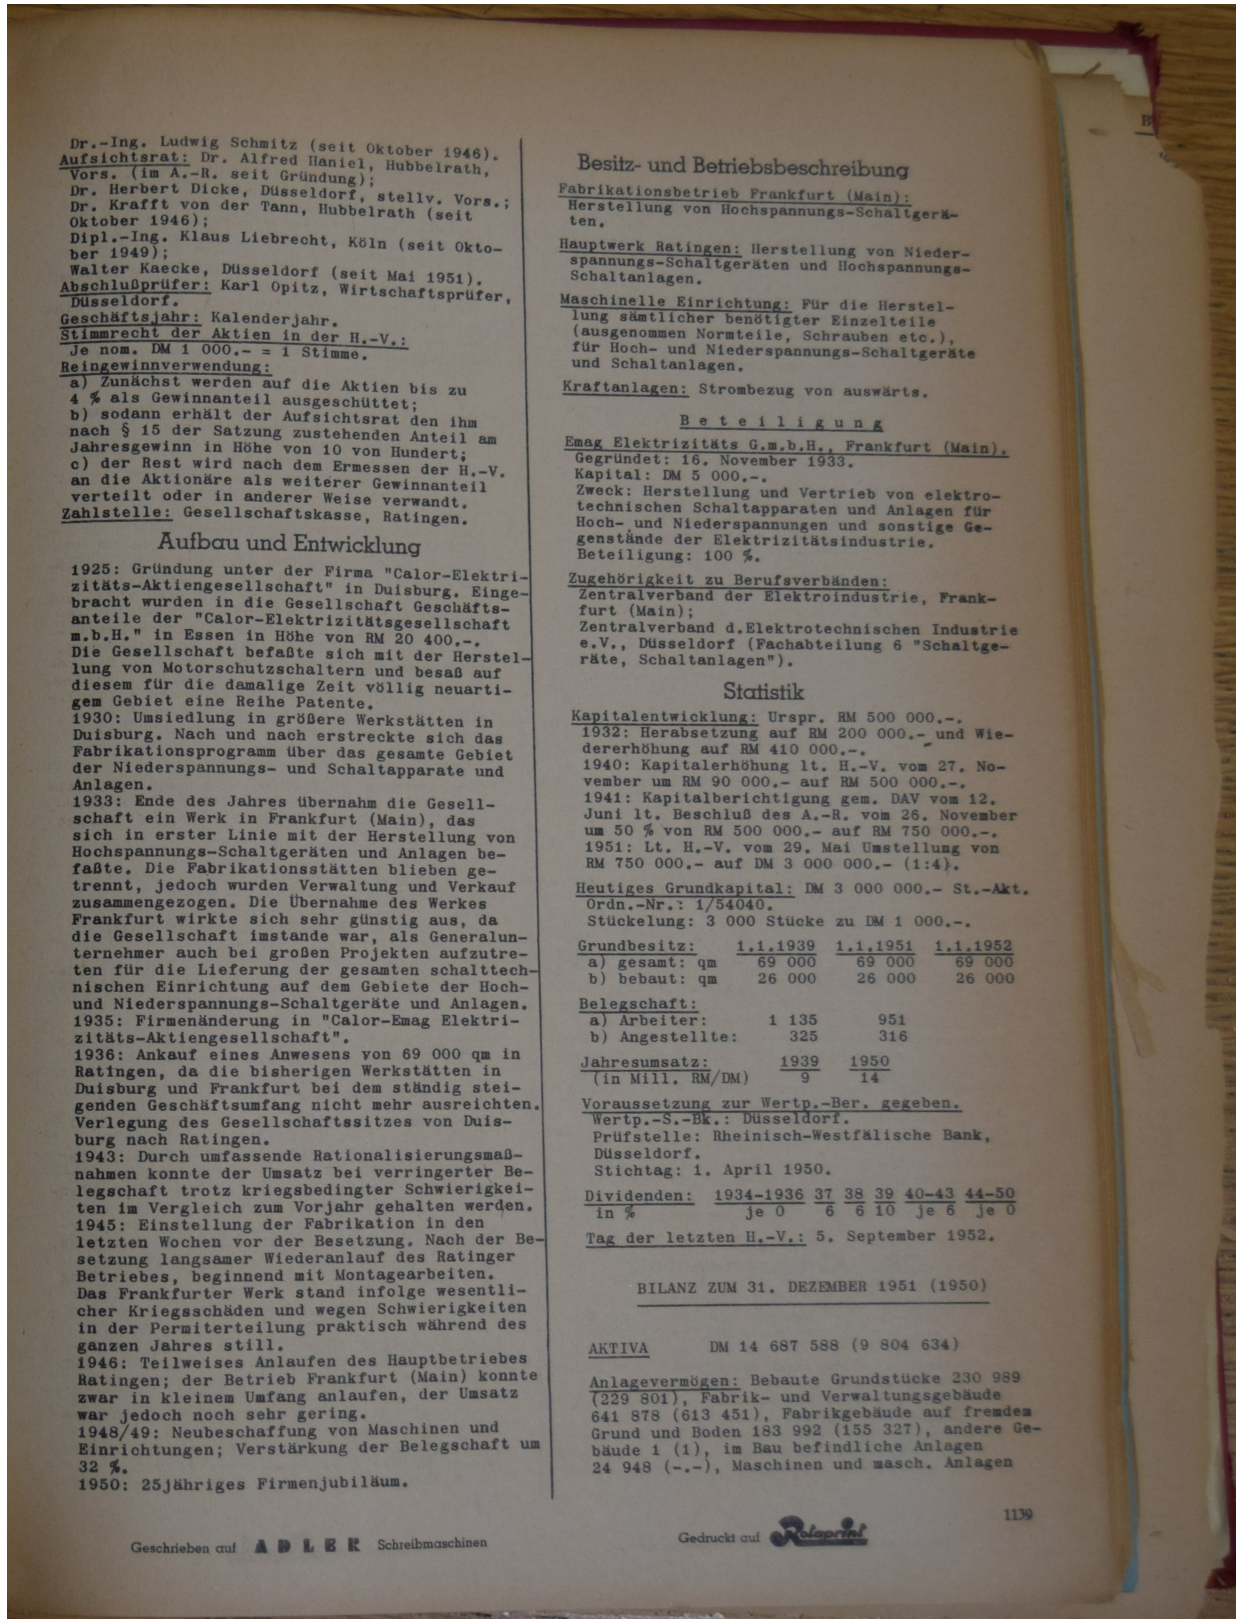 Dr.-Ing. Ludwig Schmitz (seit Oktober 1946).
Aufsichtsrat: Dr. Alfred Haniel, Hubbelrath,
Vors. (im A.-R. seit Gründung);
Dr. Herbert Dicke, Düsseldorf, stellv. Vors.;
Dr. Krafft von der Tann, Hubbelrath (seit
Oktober 1946);
Dipl.-Ing. Klaus Liebrecht, Köln (seit Okto-
ber 1949);
Walter Kaecke, Düsseldorf (seit Mai 1951).
Abschlußprüfer: Karl Opitz, Wirtschaftsprüfer,
Düsseldorf.
Geschäftsjahr: Kalenderjahr.
Stimmrecht der Aktien in der H.-V.:
Je nom. DM 1 000.- = 1 Stimme.
Reingewinnverwendung:
a) Zunächst werden auf die Aktien bis zu
4 % als Gewinnanteil ausgeschüttet;
b) sodann erhält der Aufsichtsrat den ihm
nach § 15 der Satzung zustehenden Anteil am
Jahresgewinn in Höhe von 10 von Hundert;
c) der Rest wird nach dem Ermessen der H.-V.
an die Aktionäre als weiterer Gewinnanteil
verteilt oder in anderer Weise verwandt.
Zahlstelle: Gesellschaftskasse, Ratingen.
Aufbau und Entwicklung
1925: Gründung unter der Firma "Calor-Elektri-
zitäts-Aktiengesellschaft" in Duisburg. Einge-
bracht wurden in die Gesellschaft Geschäfts-
anteile der "Calor-Elektrizitätsgesellschaft
m.b.H." in Essen in Höhe von RM 20 400.-.
Die Gesellschaft befaßte sich mit der Herstel-
lung von Motorschutzschaltern und besaß auf
diesem für die damalige Zeit völlig neuarti-
gem Gebiet eine Reihe Patente.
1930: Umsiedlung in größere Werkstätten in
Duisburg. Nach und nach erstreckte sich das
Fabrikationsprogramm über das gesamte Gebiet
der Niederspannungs- und Schaltapparate und
Anlagen.
1933: Ende des Jahres übernahm die Gesell-
schaft ein Werk in Frankfurt (Main), das
sich in erster Linie mit der Herstellung von
Hochspannungs-Schaltgeräten und Anlagen be-
faßte. Die Fabrikationsstätten blieben ge-
trennt, jedoch wurden Verwaltung und Verkauf
zusammengezogen. Die Übernahme des Werkes
Frankfurt wirkte sich sehr günstig aus, da
die Gesellschaft imstande war, als Generalun-
ternehmer auch bei großen Projekten aufzutre-
ten für die Lieferung der gesamten schalttech-
nischen Einrichtung auf dem Gebiete der Hoch-
und Niederspannungs-Schaltgeräte und Anlagen.
1935: Firmenänderung in "Calor-Emag Elektri-
zitäts-Aktiengesellschaft".
1936: Ankauf eines Anwesens von 69 000 qm in
Ratingen, da die bisherigen Werkstätten in
Duisburg und Frankfurt bei dem ständig stei-
genden Geschäftsumfang nicht mehr ausreichten.
Verlegung des Gesellschaftssitzes von Duis-
burg nach Ratingen.
1943: Durch umfassende Rationalisierungsmaß-
nahmen konnte der Umsatz bei verringerter Be-
legschaft trotz kriegsbedingter Schwierigkei-
ten im Vergleich zum Vorjahr gehalten werden.
1945: Einstellung der Fabrikation in den
letzten Wochen vor der Besetzung. Nach der Be-
setzung langsamer Wiederanlauf des Ratinger
Betriebes, beginnend mit Montagearbeiten.
Das Frankfurter Werk stand infolge wesentli-
cher Kriegsschäden und wegen Schwierigkeiten
in der Permiterteilung praktisch während des
ganzen Jahres still.
1946: Teilweises Anlaufen des Hauptbetriebes
Ratingen; der Betrieb Frankfurt (Main) konnte
zwar in kleinem Umfang anlaufen, der Umsatz
war jedoch noch sehr gering.
1948/49: Neubeschaffung von Maschinen und
Einrichtungen; Verstärkung der Belegschaft um
32 %.
1950: 25jähriges Firmenjubiläum.
Besitz- und Betriebsbeschreibung
Fabrikationsbetrieb Frankfurt (Main):
Herstellung von Hochspannungs-Schaltgerä-
ten.
Hauptwerk Ratingen: Herstellung von Nieder-
spannungs-Schaltgeräten und Hochspannungs-
Schaltanlagen.
Maschinelle Einrichtung: Für die Herstel-
lung sämtlicher benötigter Einzelteile
(ausgenommen Normteile, Schrauben etc.),
für Hoch- und Niederspannungs-Schaltgeräte
und Schaltanlagen.
Kraftanlagen: Strombezug von auswärts.
Beteiligung
Emag Elektrizitäts G.m.b.H., Frankfurt (Main).
Gegründet: 16. November 1933.
Kapital: DM 5 000.-.
Zweck: Herstellung und Vertrieb von elektro-
technischen Schaltapparaten und Anlagen für
Hoch- und Niederspannungen und sonstige Ge-
genstände der Elektrizitätsindustrie.
Beteiligung: 100 %.
Zugehörigkeit zu Berufsverbänden:
Zentralverband der Elektroindustrie, Frank-
furt (Main);
Zentralverband d.Elektrotechnischen Industrie
e.V., Düsseldorf (Fachabteilung 6 "Schaltge-
räte, Schaltanlagen").
Statistik
Kapitalentwicklung: Urspr. RM 500 000.-.
1932: Herabsetzung auf RM 200 000.- und Wie-
dererhöhung auf RM 410 000.-.
1940: Kapitalerhöhung lt. H.-V. vom 27. No-
vember um RM 90 000.- auf RM 500 000.-.
1941: Kapitalberichtigung gem. DAV vom 12.
Juni lt. Beschluß des A.-R. vom 26. November
um 50 % von RM 500 000.- auf RM 750 000.-.
1951: Lt. H.-V. vom 29. Mai Umstellung von
RM 750 000.- auf DM 3 000 000.- (1:4).
Heutiges Grundkapital: DM 3 000 000.- St.-Akt.
Ordn.-Nr.: 1/54040.
Stückelung: 3 000 Stücke zu DM 1 000.-.
Grundbesitz: 1.1.1939 1.1.1951 1.1.1952
a) gesamt: qm 69 000 69 000 69 000
b) bebaut: qm 26 000 26 000 26 000
Belegschaft:
a) Arbeiter: 1 135 951
b) Angestellte: 325 316
Jahresumsatz: 1939 1950
(in Mill. RM/DM) 9 14
Voraussetzung zur Wertp.-Ber. gegeben.
Wertp.-S.-Bk.: Düsseldorf.
Prüfstelle: Rheinisch-Westfälische Bank,
Düsseldorf.
Stichtag: 1. April 1950.
Dividenden: 1934-1936 37 38 39 40-43 44-50
in % je 0 6 6 10 je 6 je 0
Tag der letzten H.-V.: 5. September 1952.
BILANZ ZUM 31. DEZEMBER 1951 (1950)
AKTIVA DM 14 687 588 (9 804 634)
Anlagevermögen: Bebaute Grundstücke 230 989
(229 801), Fabrik- und Verwaltungsgebäude
641 878 (613 451), Fabrikgebäude auf fremdem
Grund und Boden 183 992 (155 327), andere Ge-
bäude 1 (1), im Bau befindliche Anlagen
24 948 (-.-), Maschinen und masch. Anlagen
1139
Geschrieben auf ADLER Schreibmaschinen
Gedruckt auf Rotaprint